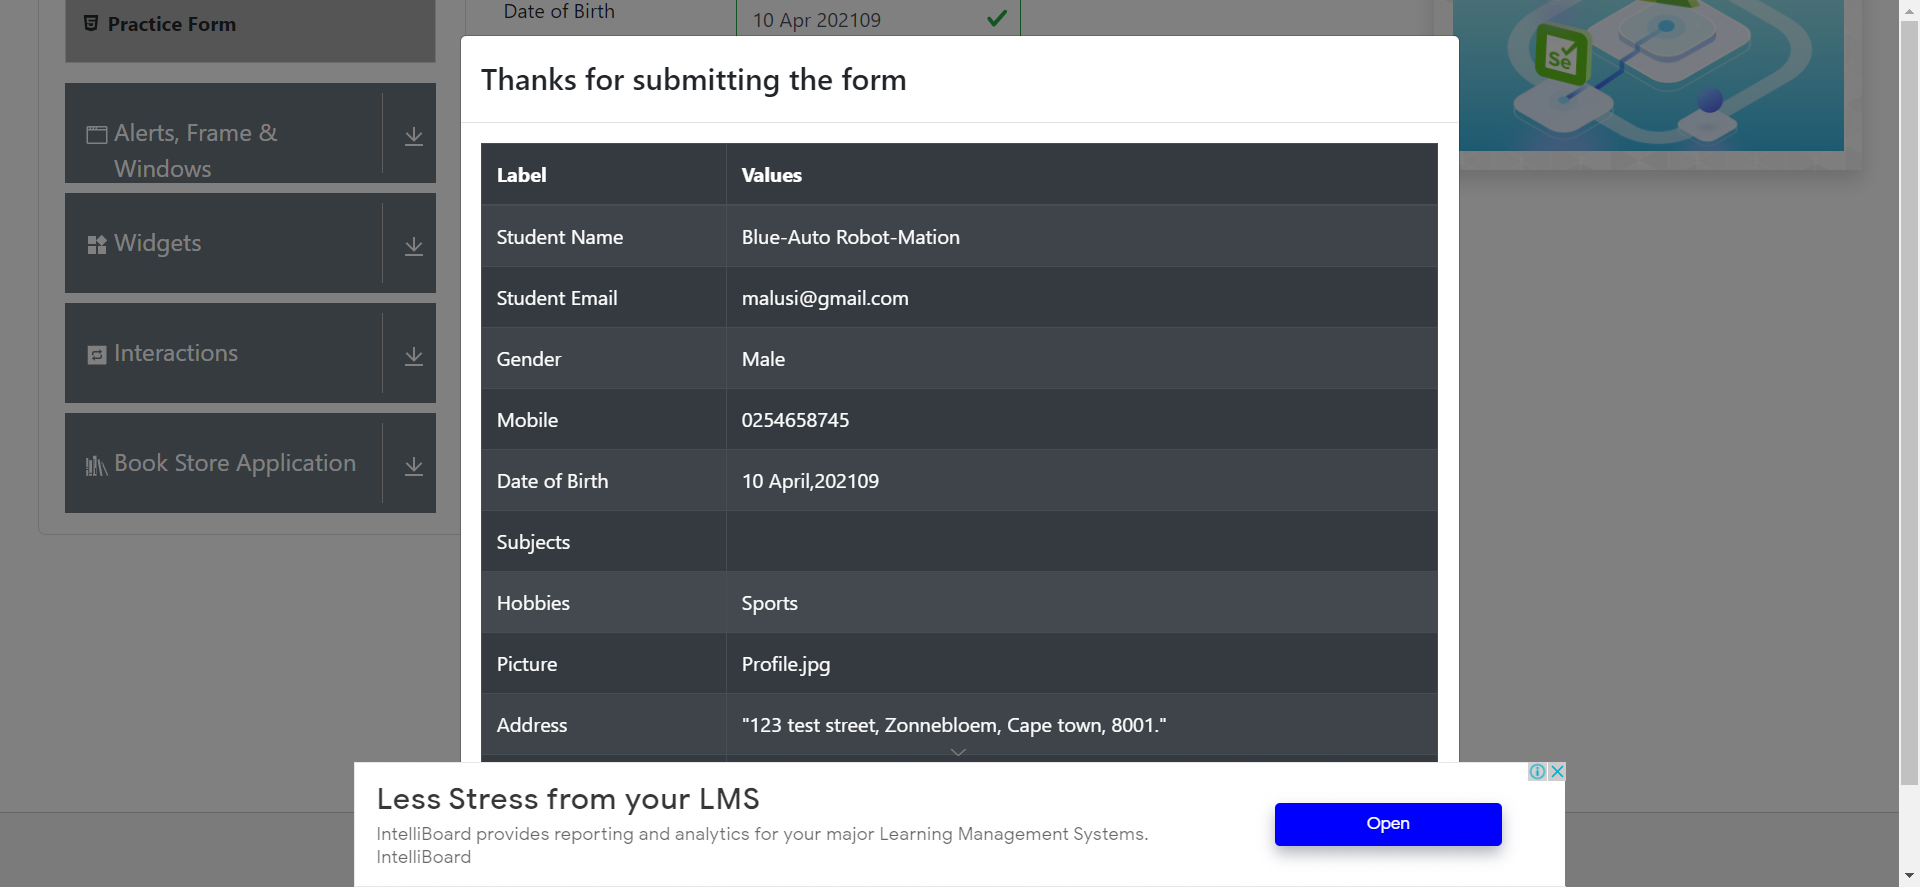 Practice Form
Alerts, Frame &
Windows
Widgets
Interactions
Book Store Application
Date of Birth
10 Apr 202109
Se
Thanks for submitting the form
Label Values
Student Name Blue-Auto Robot-Mation
Student Email malusi@gmail.com
Gender Male
Mobile 0254658745
Date of Birth 10 April,202109
Subjects
Hobbies Sports
Picture Profile.jpg
Address "123 test street, Zonnebloem, Cape town, 8001."
Less Stress from your LMS
IntelliBoard provides reporting and analytics for your major Learning Management Systems.
IntelliBoard
Open